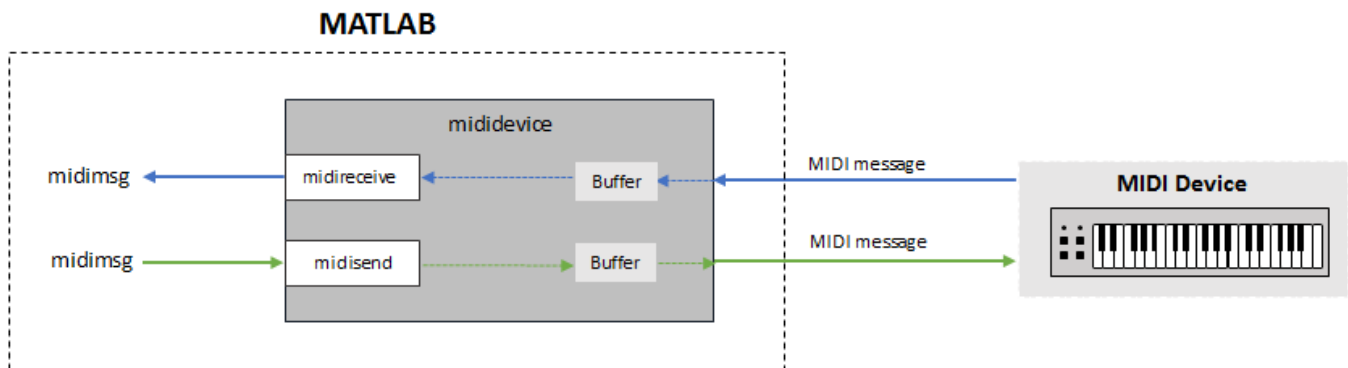 MATLAB
mididevice
midimsg
midireceive
Buffer
MIDI message
MIDI Device
midimsg
midisend
Buffer
MIDI message